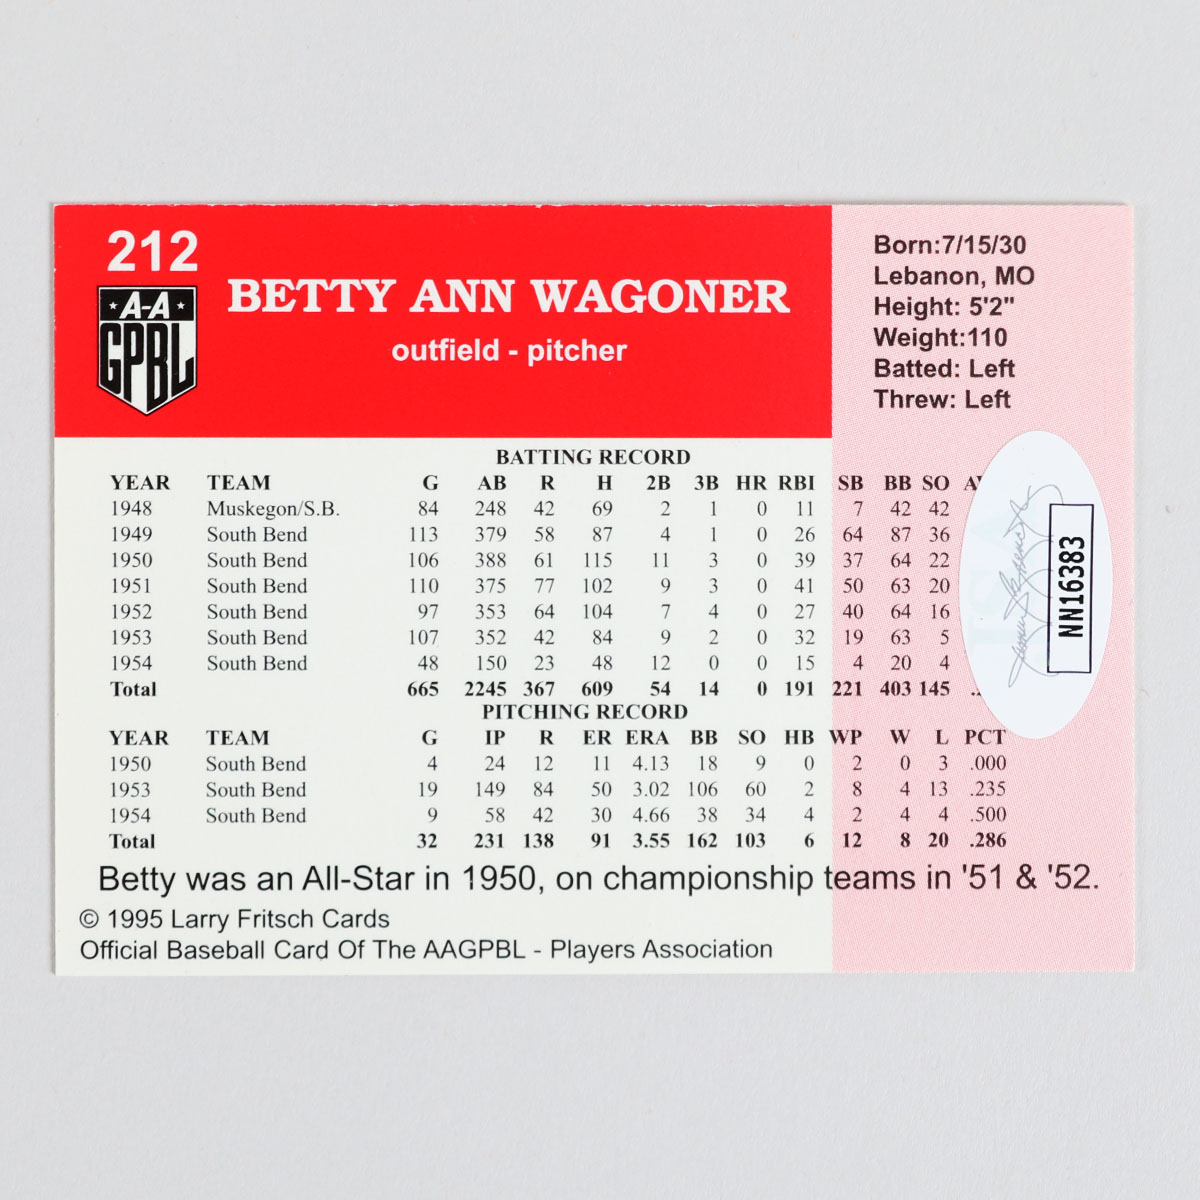 212
A-A
GPBL
BETTY ANN WAGONER
outfield - pitcher
Born:7/15/30
Lebanon, MO
Height: 5'2"
Weight:110
Batted: Left
Threw: Left
BATTING RECORD
YEAR TEAM G AB R H 2B 3B HR RBI SB BB SO
1948 Muskegon/S.B. 84 248 42 69 2 1 0 11 7 42 42
1949 South Bend 113 379 58 87 4 1 0 26 64 87 36
1950 South Bend 106 388 61 115 11 3 0 39 37 64 22
1951 South Bend 110 375 77 102 9 3 0 41 50 63 20
1952 South Bend 97 353 64 104 7 4 0 27 40 64 16
1953 South Bend 107 352 42 84 9 2 0 32 19 63 5
1954 South Bend 48 150 23 48 12 0 0 15 4 20 4
Total 665 2245 367 609 54 14 0 191 221 403 145
NN16383
PITCHING RECORD
YEAR TEAM G IP R ER ERA BB SO HB WP W L PCT
1950 South Bend 4 24 12 11 4.13 18 9 0 2 0 3 .000
1953 South Bend 19 149 84 50 3.02 106 60 2 8 4 13 .235
1954 South Bend 9 58 42 30 4.66 38 34 4 2 4 4 .500
Total 32 231 138 91 3.55 162 103 6 12 8 20 .286
Betty was an All-Star in 1950, on championship teams in '51 & '52.
© 1995 Larry Fritsch Cards
Official Baseball Card Of The AAGPBL - Players Association